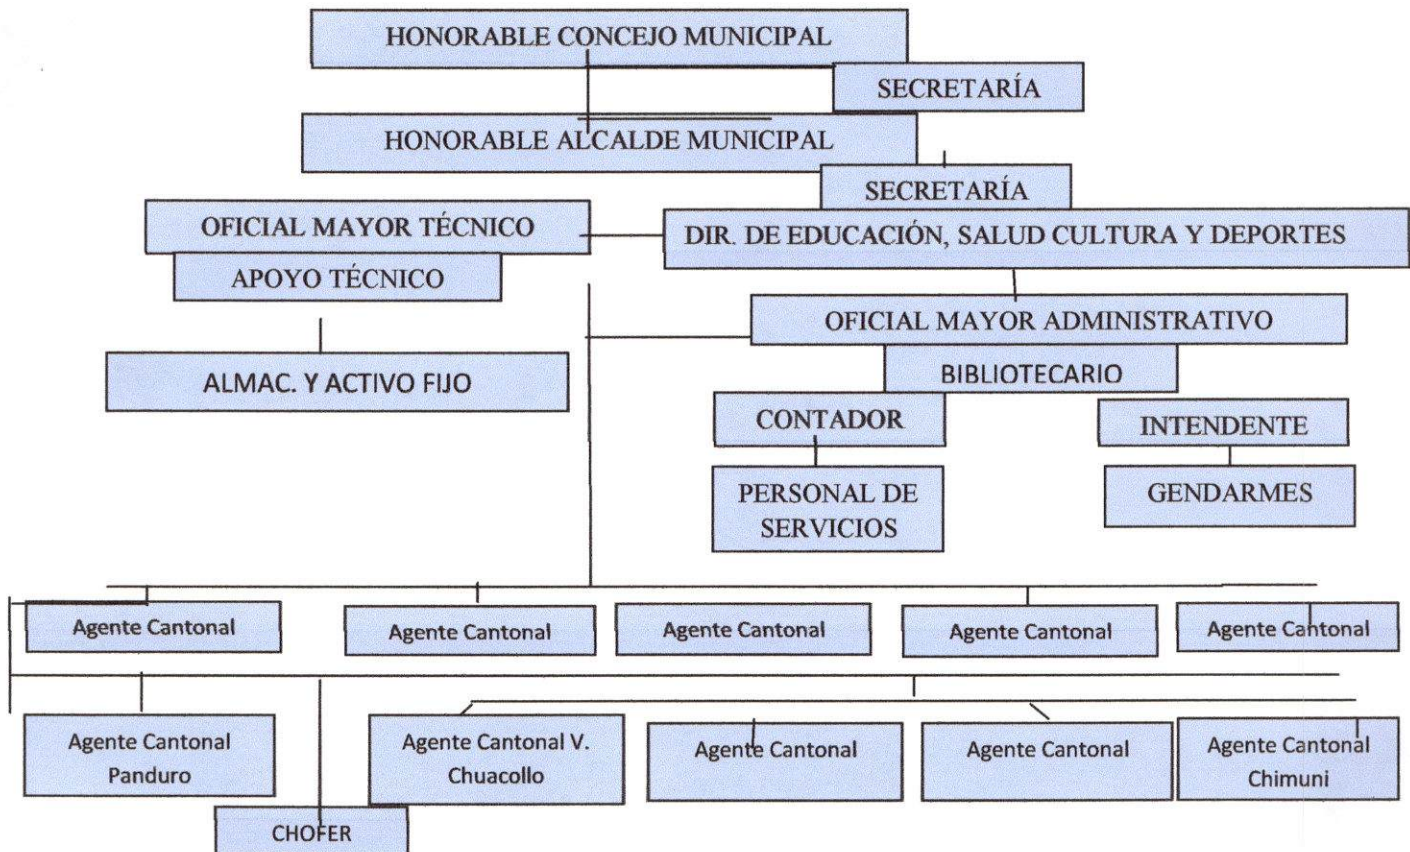 HONORABLE CONCEJO MUNICIPAL
SECRETARÍA
HONORABLE ALCALDE MUNICIPAL
SECRETARÍA
OFICIAL MAYOR TÉCNICO
DIR. DE EDUCACIÓN, SALUD CULTURA Y DEPORTES
APOYO TÉCNICO
OFICIAL MAYOR ADMINISTRATIVO
ALMAC. Y ACTIVO FIJO
BIBLIOTECARIO
CONTADOR
INTENDENTE
PERSONAL DE
SERVICIOS
GENDARMES
Agente Cantonal
Agente Cantonal
Agente Cantonal
Agente Cantonal
Agente Cantonal
Agente Cantonal
Panduro
Agente Cantonal V.
Chuacollo
Agente Cantonal
Agente Cantonal
Agente Cantonal
Chimuni
CHOFER